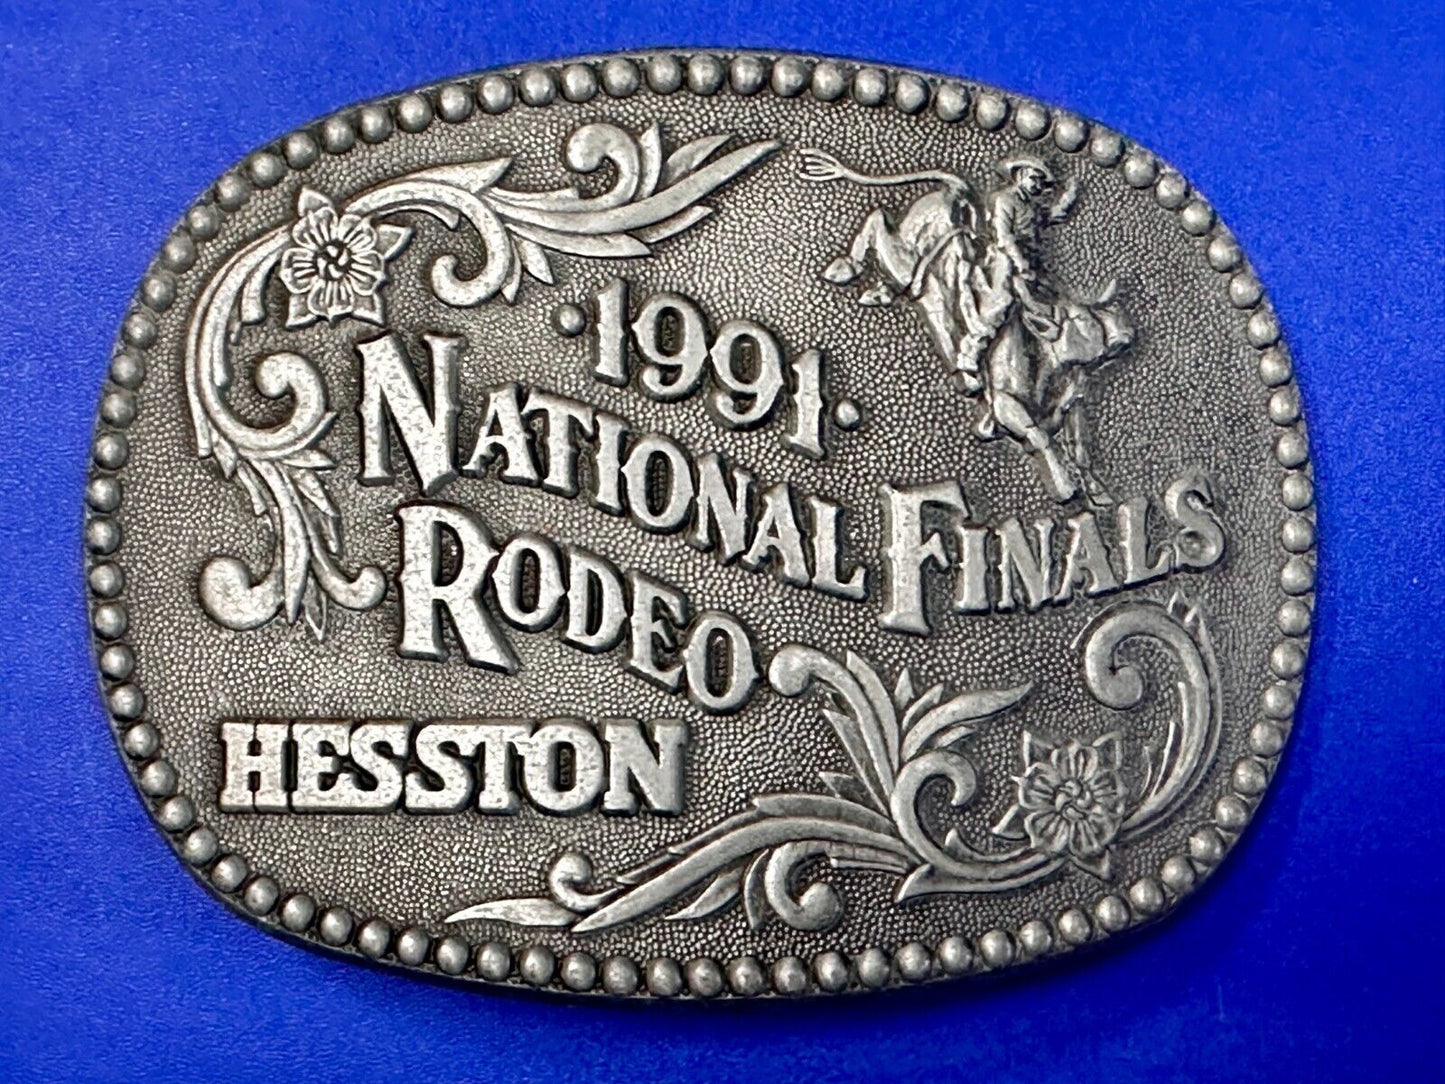 ·1991·
NATIONAL FINALS
RODEO
HESSTON